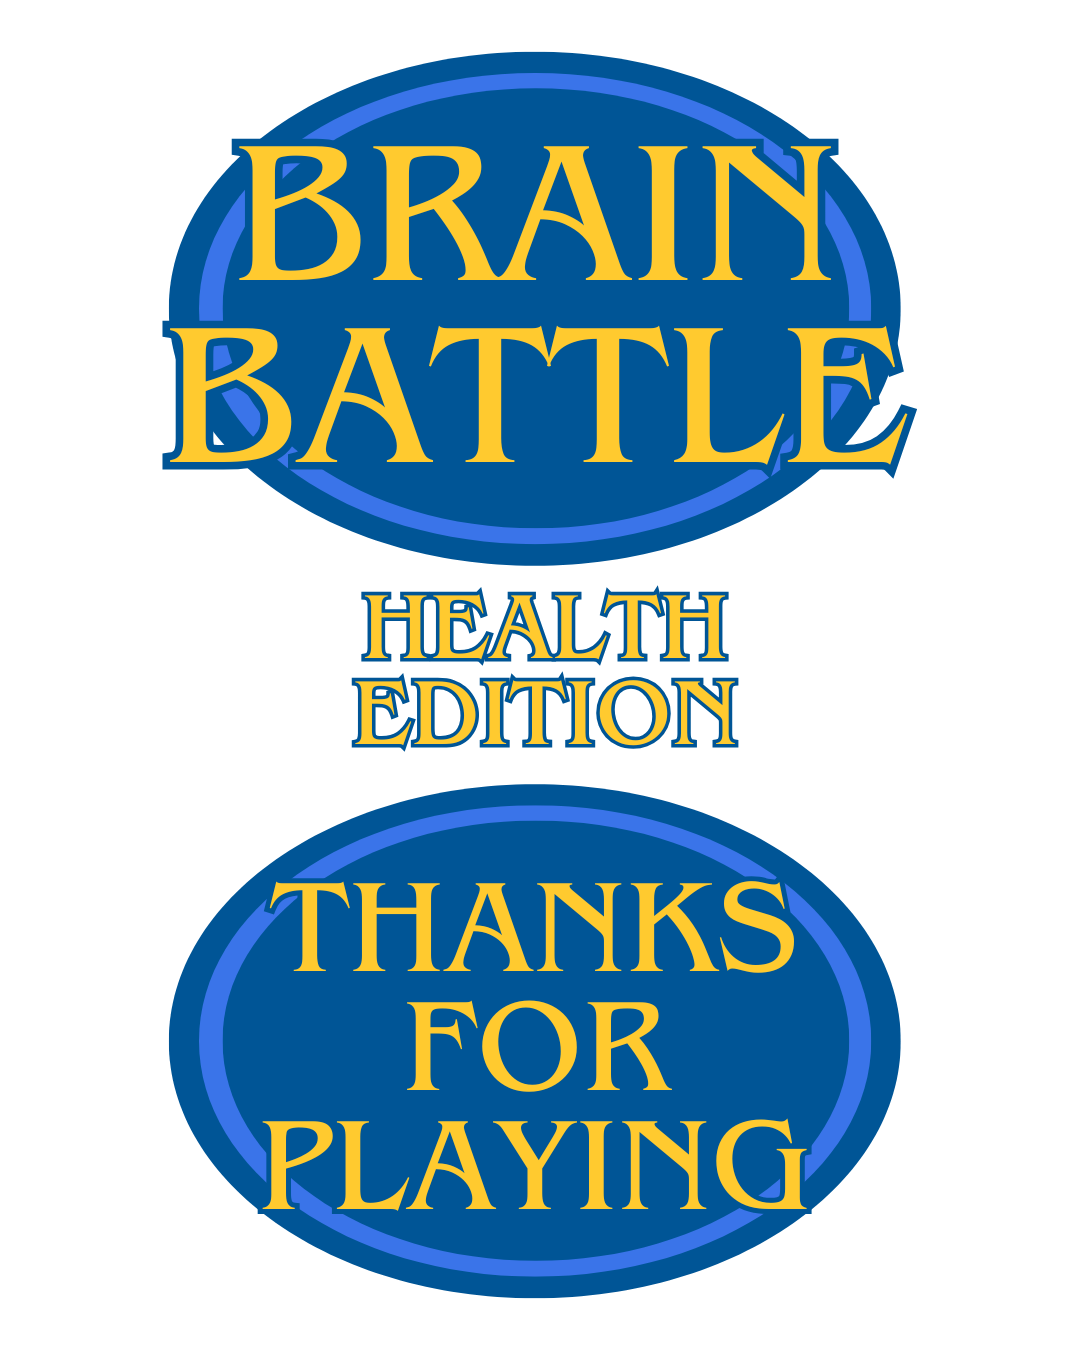 BRAIN
BATTLE
HEALTH
EDITION
THANKS
FOR
PLAYING